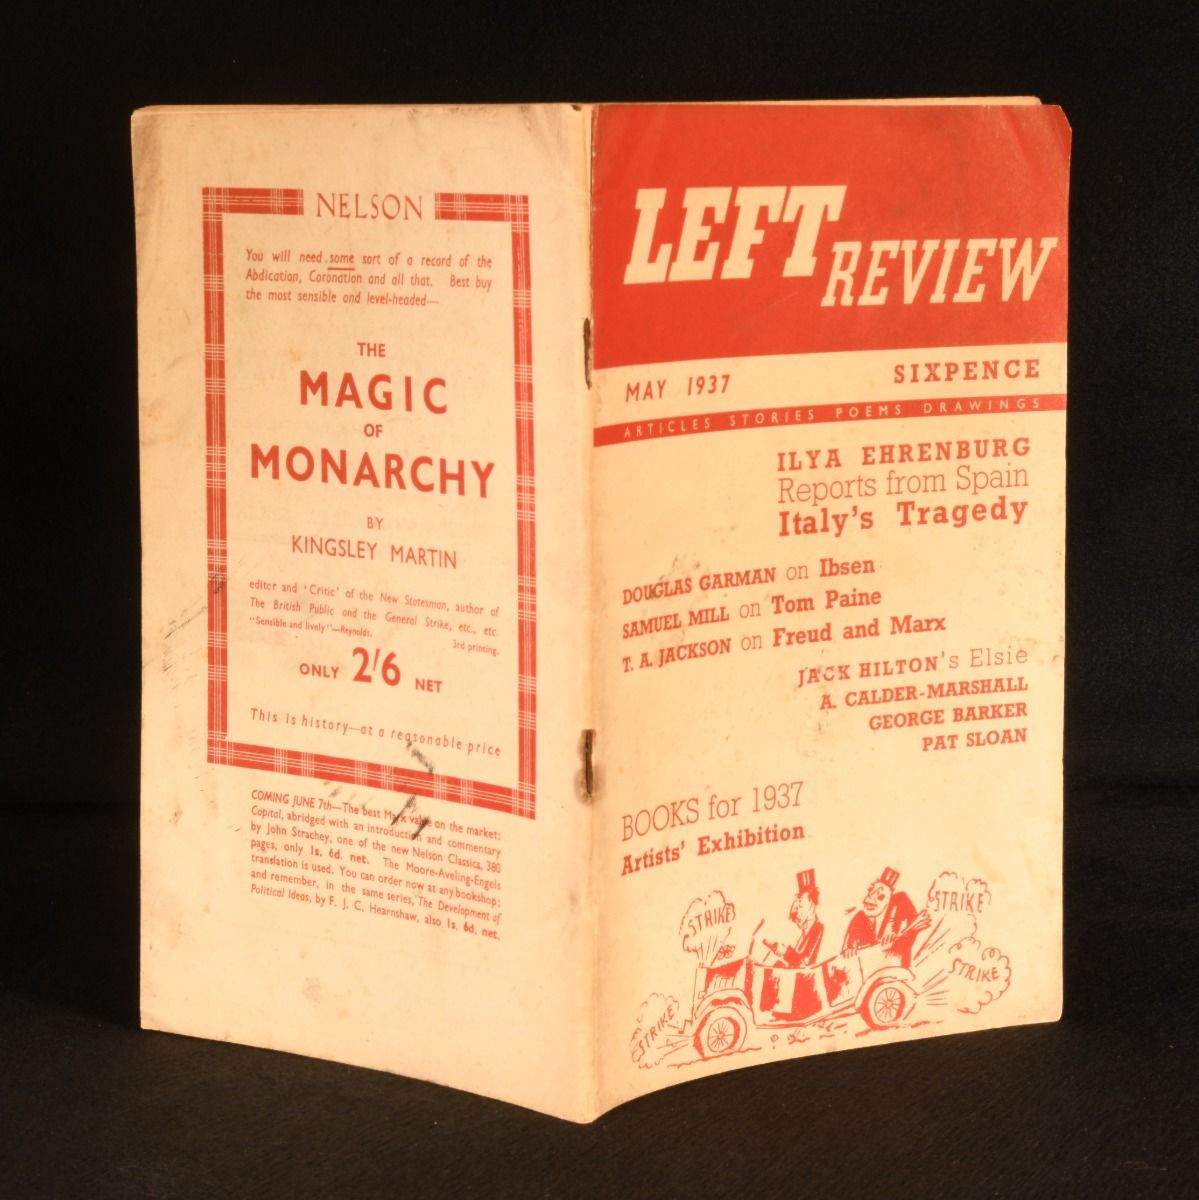 NELSON
You will need some sort of a record of the
Abdication, Coronation and all that. Best buy
the most sensible and level-headed—
THE
MAGIC
OF
MONARCHY
BY
KINGSLEY MARTIN
editor and 'Critic' of the New Statesman, author of
The British Public and the General Strike, etc., etc.
"Sensible and lively"—Reynolds.
3rd printing.
ONLY 2/6 NET
This is history—at a reasonable price
COMING JUNE 7th—The best Marx value on the market:
Capital, abridged with an introduction and commentary
by John Strachey, one of the new Nelson Classics, 380
pages, only 1s. 6d. net. The Moore-Aveling-Engels
translation is used. You can order now at any bookshop;
and remember, in the same series, The Development of
Political Ideas, by F. J. C. Hearnshaw, also 1s. 6d. net.
LEFT
REVIEW
MAY 1937
SIXPENCE
ARTICLES STORIES POEMS DRAWINGS
ILYA EHRENBURG
Reports from Spain
Italy's Tragedy
DOUGLAS GARMAN on Ibsen
SAMUEL MILL on Tom Paine
T. A. JACKSON on Freud and Marx
JACK HILTON's Elsie
A. CALDER-MARSHALL
GEORGE BARKER
PAT SLOAN
BOOKS for 1937
Artists' Exhibition
STRIKE
STRIKE
STRIKE
STRIKE